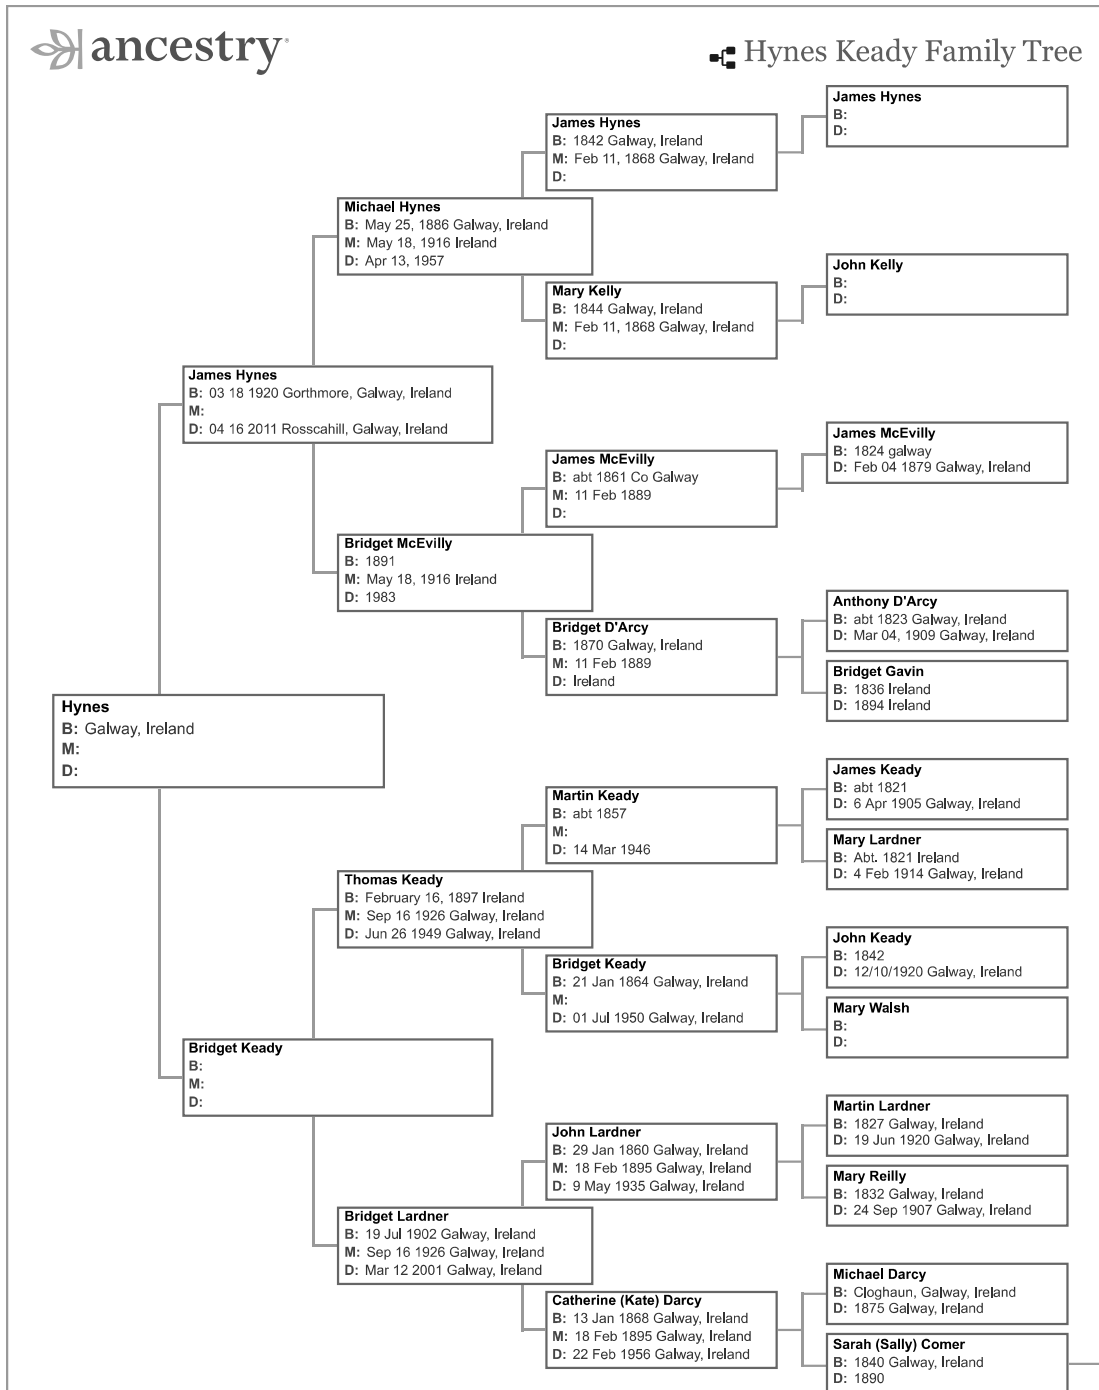 ancestry
Hynes Keady Family Tree
James Hynes
B:
D:
James Hynes
B: 1842 Galway, Ireland
M: Feb 11, 1868 Galway, Ireland
D:
Michael Hynes
B: May 25, 1886 Galway, Ireland
M: May 18, 1916 Ireland
D: Apr 13, 1957
John Kelly
B:
D:
Mary Kelly
B: 1844 Galway, Ireland
M: Feb 11, 1868 Galway, Ireland
D:
James Hynes
B: 03 18 1920 Gorthmore, Galway, Ireland
M:
D: 04 16 2011 Rosscahill, Galway, Ireland
James McEvilly
B: 1824 galway
D: Feb 04 1879 Galway, Ireland
James McEvilly
B: abt 1861 Co Galway
M: 11 Feb 1889
D:
Bridget McEvilly
B: 1891
M: May 18, 1916 Ireland
D: 1983
Anthony D'Arcy
B: abt 1823 Galway, Ireland
D: Mar 04, 1909 Galway, Ireland
Bridget D'Arcy
B: 1870 Galway, Ireland
M: 11 Feb 1889
D: Ireland
Bridget Gavin
B: 1836 Ireland
D: 1894 Ireland
Hynes
B: Galway, Ireland
M:
D:
James Keady
B: abt 1821
D: 6 Apr 1905 Galway, Ireland
Martin Keady
B: abt 1857
M:
D: 14 Mar 1946
Mary Lardner
B: Abt. 1821 Ireland
D: 4 Feb 1914 Galway, Ireland
Thomas Keady
B: February 16, 1897 Ireland
M: Sep 16 1926 Galway, Ireland
D: Jun 26 1949 Galway, Ireland
John Keady
B: 1842
D: 12/10/1920 Galway, Ireland
Bridget Keady
B: 21 Jan 1864 Galway, Ireland
M:
D: 01 Jul 1950 Galway, Ireland
Mary Walsh
B:
D:
Bridget Keady
B:
M:
D:
Martin Lardner
B: 1827 Galway, Ireland
D: 19 Jun 1920 Galway, Ireland
John Lardner
B: 29 Jan 1860 Galway, Ireland
M: 18 Feb 1895 Galway, Ireland
D: 9 May 1935 Galway, Ireland
Mary Reilly
B: 1832 Galway, Ireland
D: 24 Sep 1907 Galway, Ireland
Bridget Lardner
B: 19 Jul 1902 Galway, Ireland
M: Sep 16 1926 Galway, Ireland
D: Mar 12 2001 Galway, Ireland
Michael Darcy
B: Cloghaun, Galway, Ireland
D: 1875 Galway, Ireland
Catherine (Kate) Darcy
B: 13 Jan 1868 Galway, Ireland
M: 18 Feb 1895 Galway, Ireland
D: 22 Feb 1956 Galway, Ireland
Sarah (Sally) Comer
B: 1840 Galway, Ireland
D: 1890